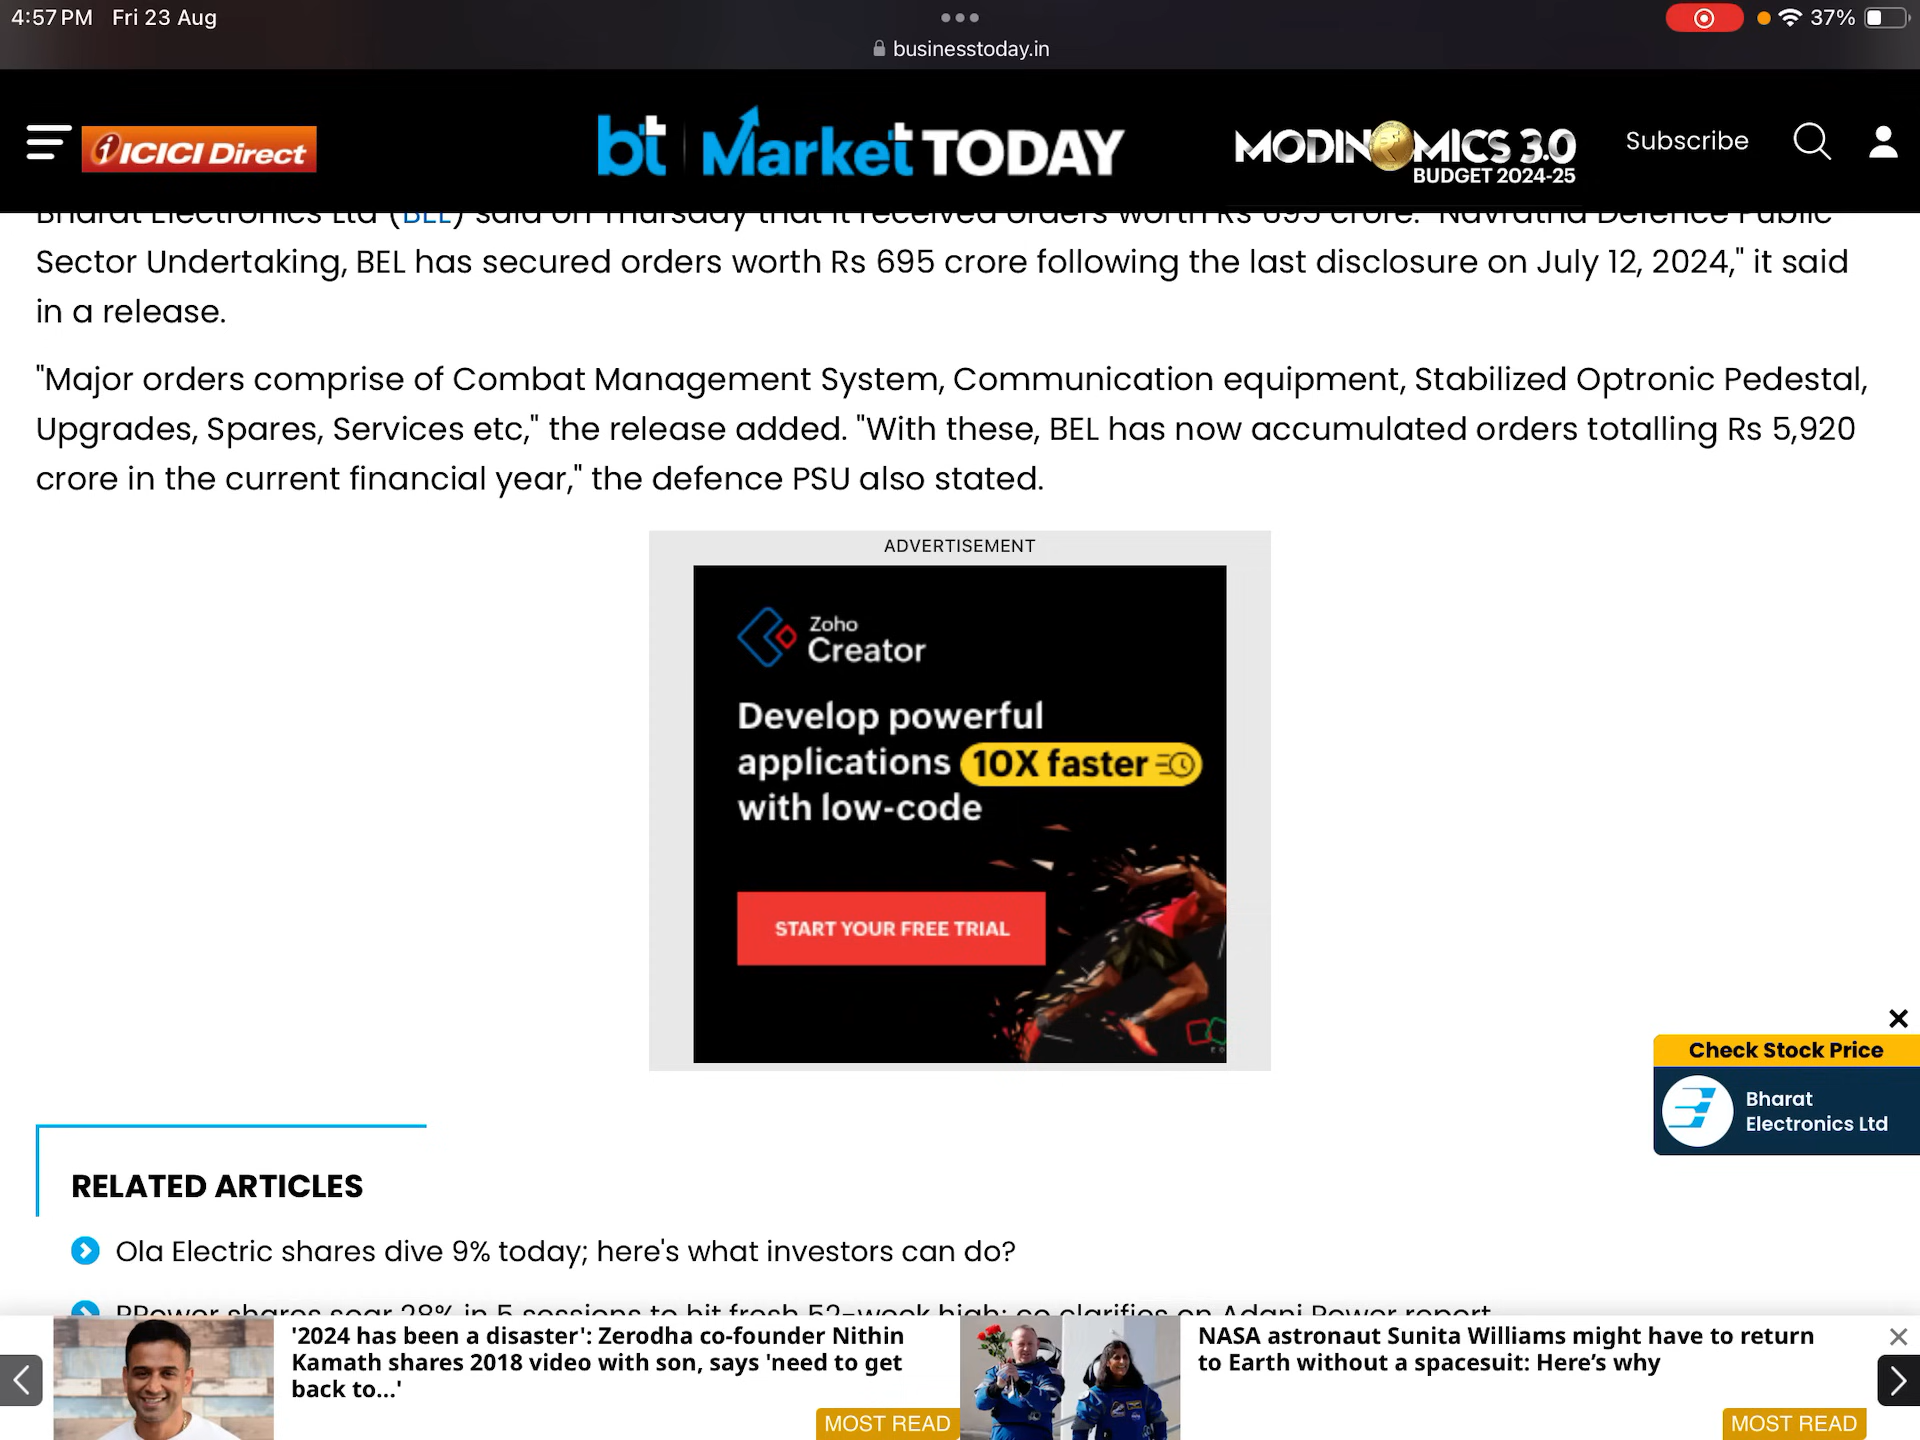 4:57 PM Fri 23 Aug
37%
businesstoday.in
ICICI Direct
bt Market TODAY
MODINOMICS 3.0
BUDGET 2024-25
Subscribe
Bharat Electronics Ltd (BEL) said on Thursday that it received orders worth Rs 695 crore. "Navratna Defence Public
Sector Undertaking, BEL has secured orders worth Rs 695 crore following the last disclosure on July 12, 2024," it said
in a release.
"Major orders comprise of Combat Management System, Communication equipment, Stabilized Optronic Pedestal,
Upgrades, Spares, Services etc," the release added. "With these, BEL has now accumulated orders totalling Rs 5,920
crore in the current financial year," the defence PSU also stated.
ADVERTISEMENT
Zoho
Creator
Develop powerful
applications 10X faster
with low-code
START YOUR FREE TRIAL
Check Stock Price
Bharat
Electronics Ltd
RELATED ARTICLES
Ola Electric shares dive 9% today; here's what investors can do?
RPower shares soar 28% in 5 sessions to hit fresh 52-week high; co clarifies on Adani Power report
'2024 has been a disaster': Zerodha co-founder Nithin
Kamath shares 2018 video with son, says 'need to get
back to...'
MOST READ
NASA astronaut Sunita Williams might have to return
to Earth without a spacesuit: Here's why
MOST READ